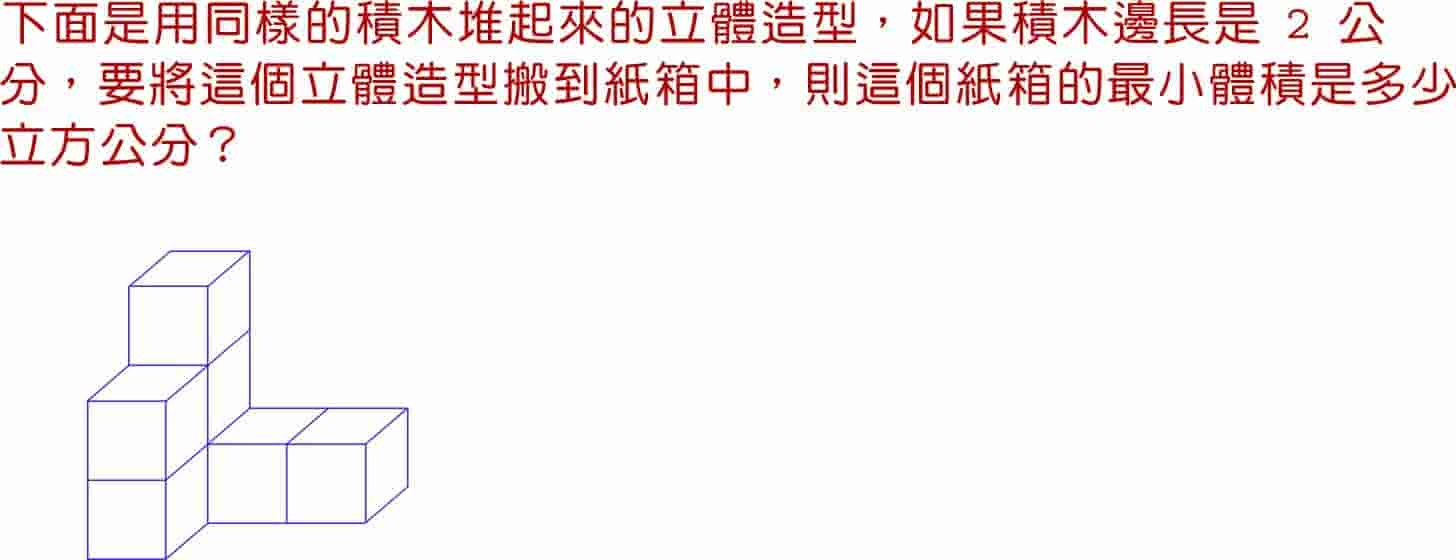 下面是用同樣的積木堆起來的立體造型，如果積木邊長是 2 公
分，要將這個立體造型搬到紙箱中，則這個紙箱的最小體積是多少
立方公分？